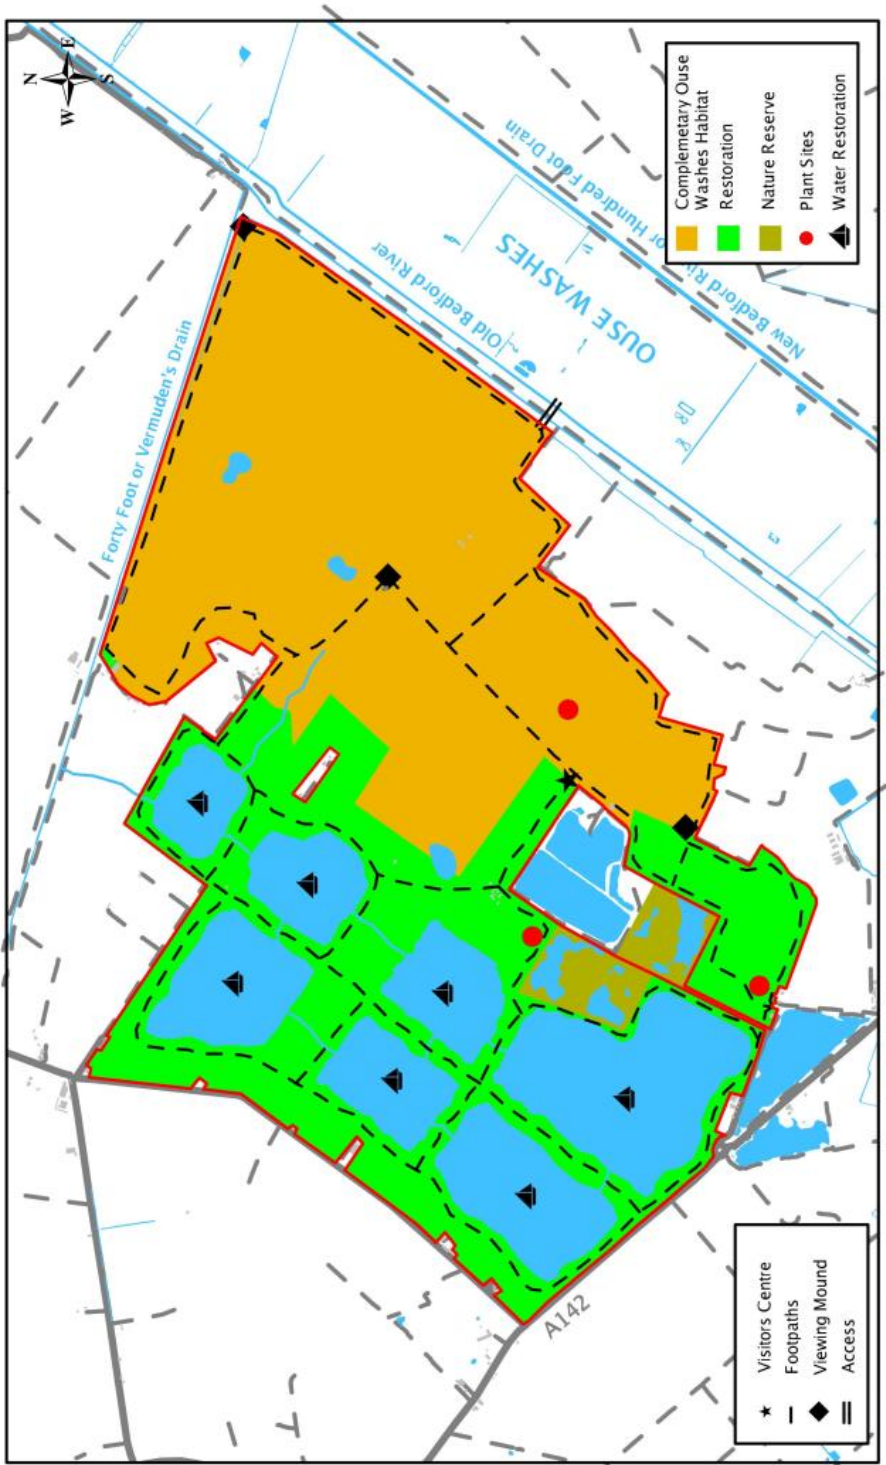 N
E
S
W
Forty Foot or Vermuden's Drain
Old Bedford River
OUSE WASHES
New Bedford Ri
or Hundred Foot Drain
A142
Complemetary Ouse
Washes Habitat
Restoration
Nature Reserve
Plant Sites
Water Restoration
Visitors Centre
Footpaths
Viewing Mound
Access